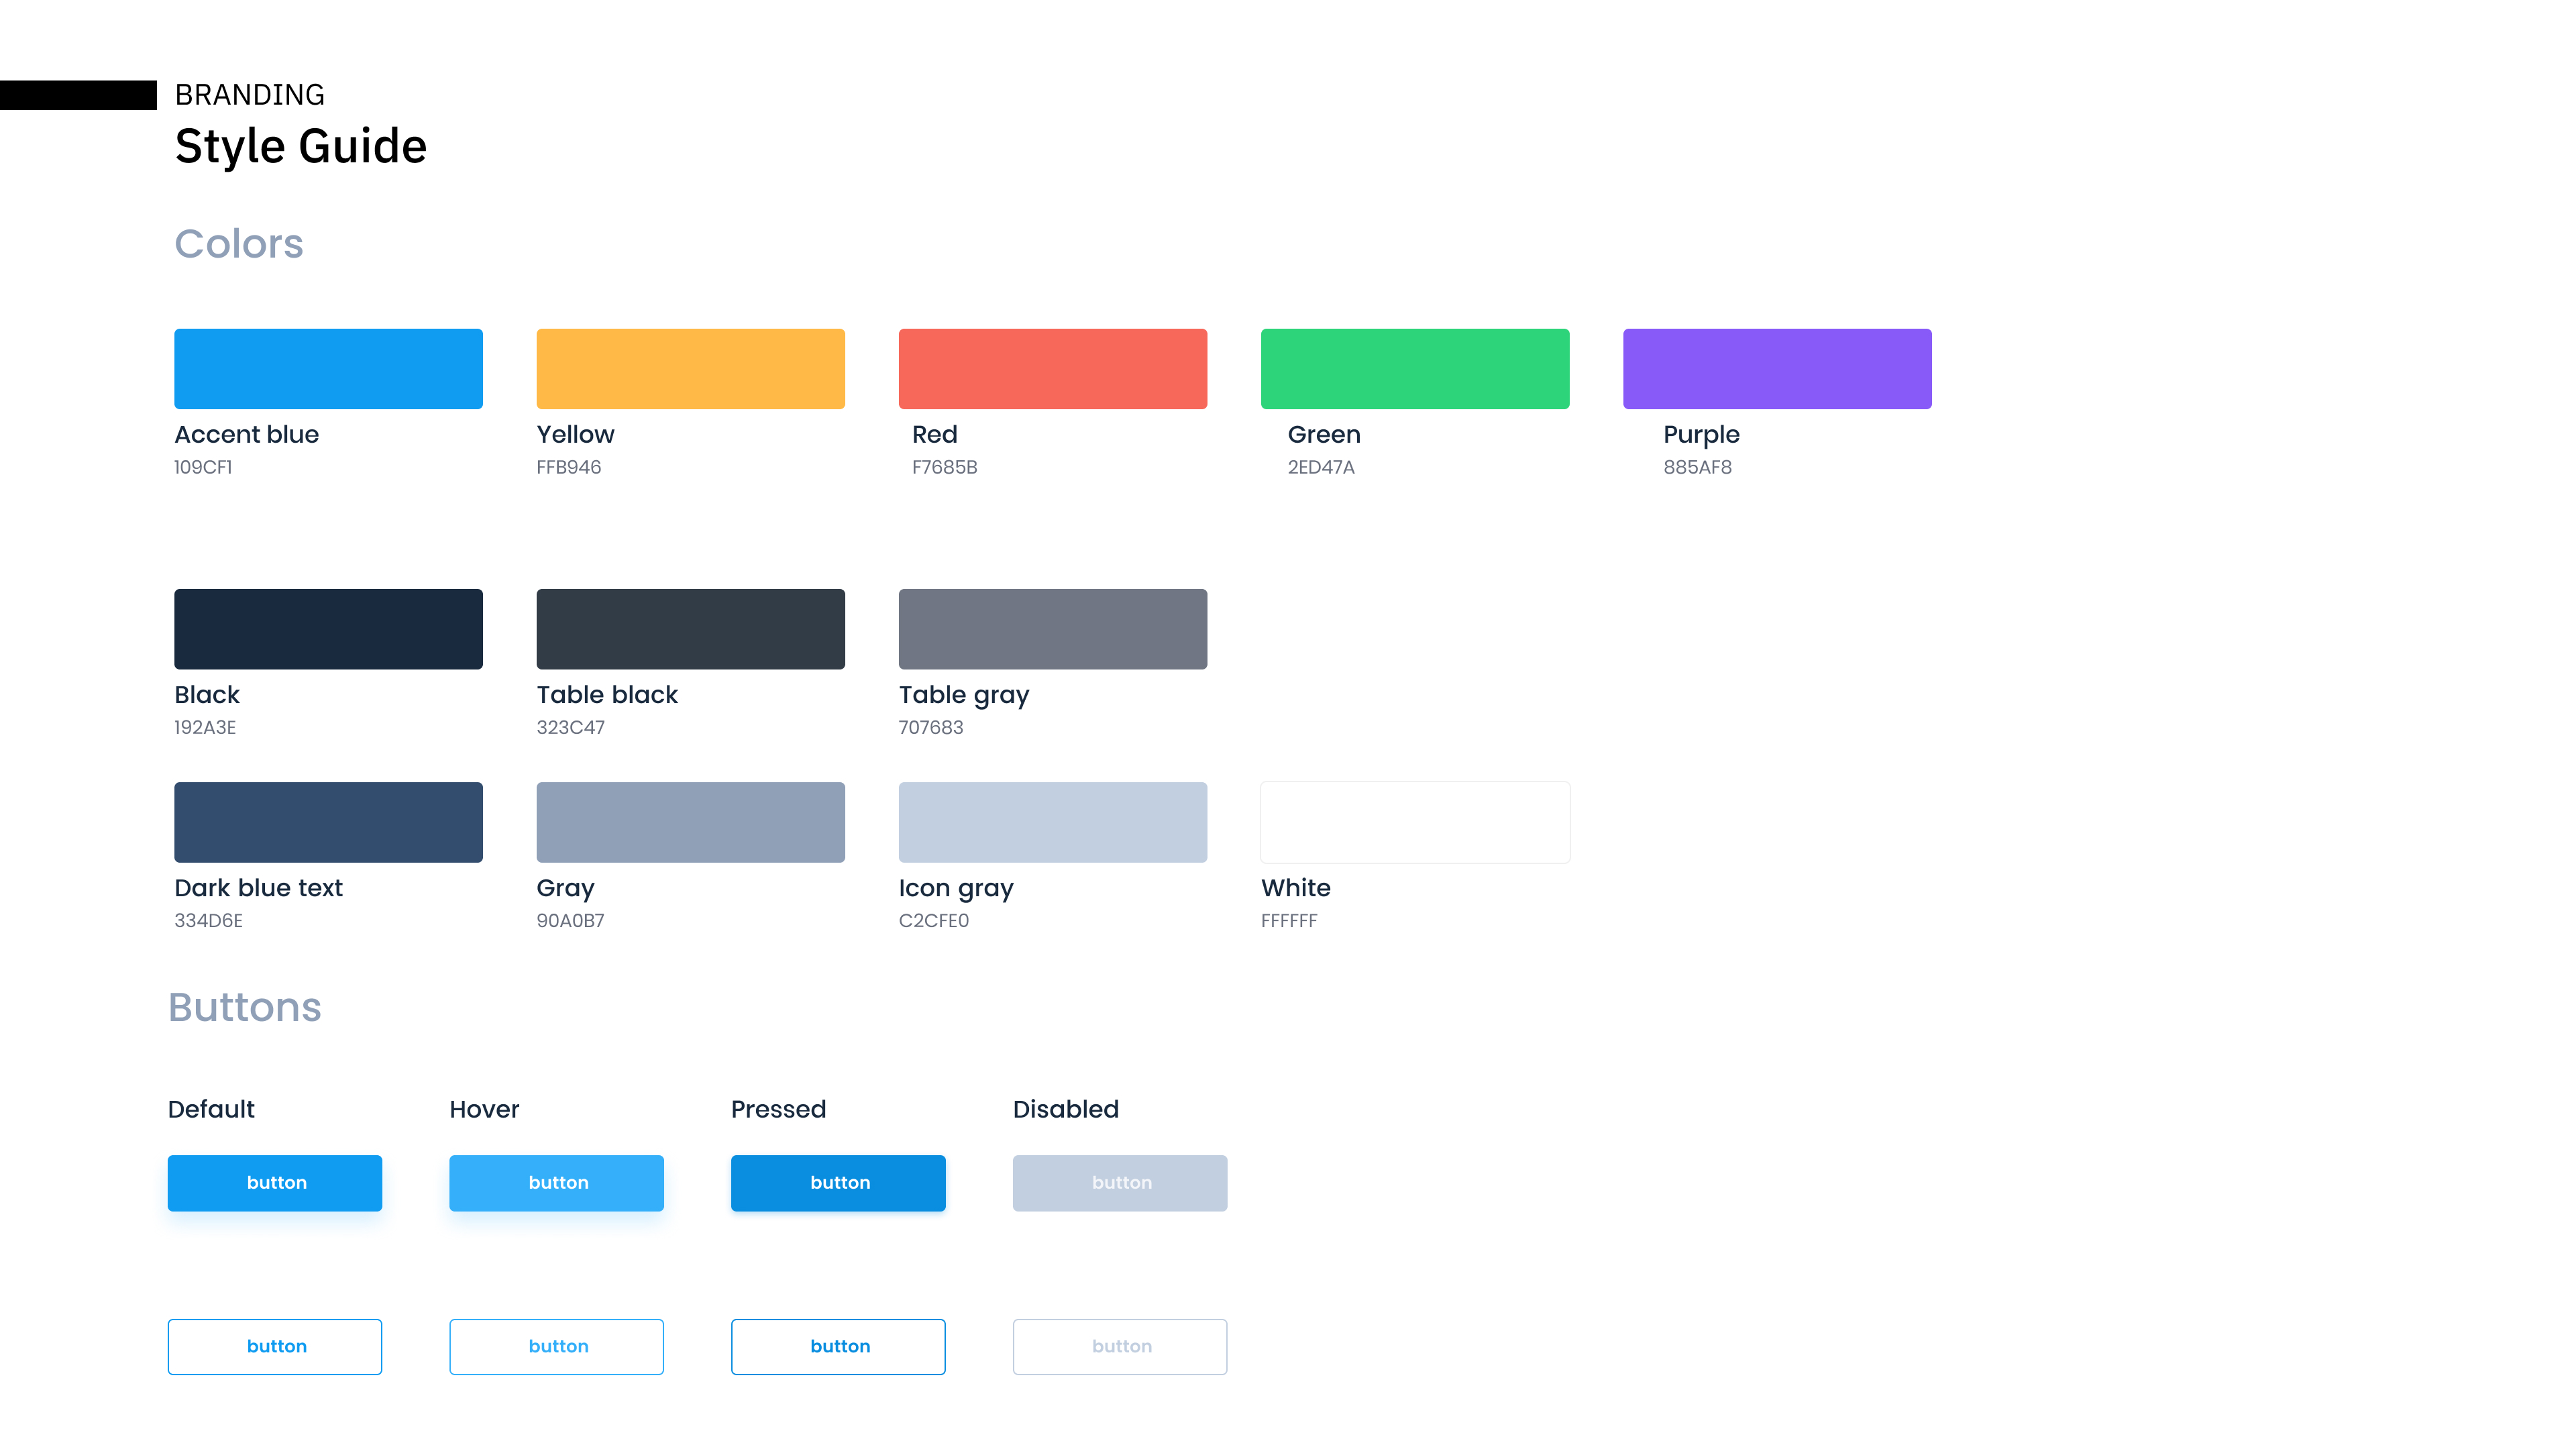 BRANDING
Style Guide
Colors
Accent blue
109CF1
Yellow
FFB946
Red
F7685B
Green
2ED47A
Purple
885AF8
Black
192A3E
Table black
323C47
Table gray
707683
Dark blue text
334D6E
Gray
90A0B7
Icon gray
C2CFE0
White
FFFFFF
Buttons
Default
Hover
Pressed
Disabled
button
button
button
button
button
button
button
button